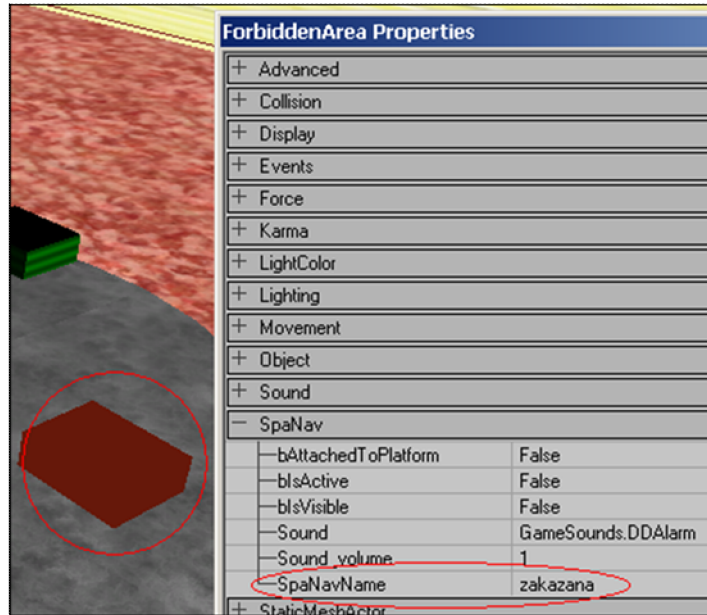 ForbiddenArea Properties
+ Advanced
+ Collision
+ Display
+ Events
+ Force
+ Karma
+ LightColor
+ Lighting
+ Movement
+ Object
+ Sound
- SpaNav
bAttachedToPlatform False
bIsActive False
bIsVisible False
Sound GameSounds.DDAlarm
Sound_volume 1
SpaNavName zakazana
+ StaticMeshActor